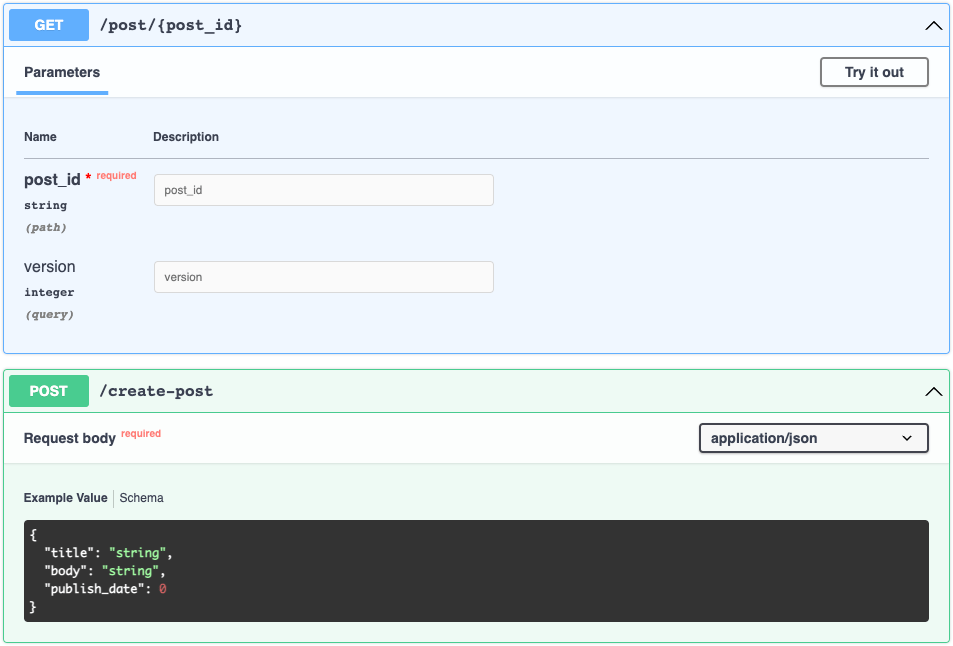 GET /post/{post_id}
Parameters Try it out
Name Description
post_id * required post_id
string
(path)
version version
integer
(query)
POST /create-post
Request body required application/json
Example Value Schema
{
  "title": "string",
  "body": "string",
  "publish_date": 0
}